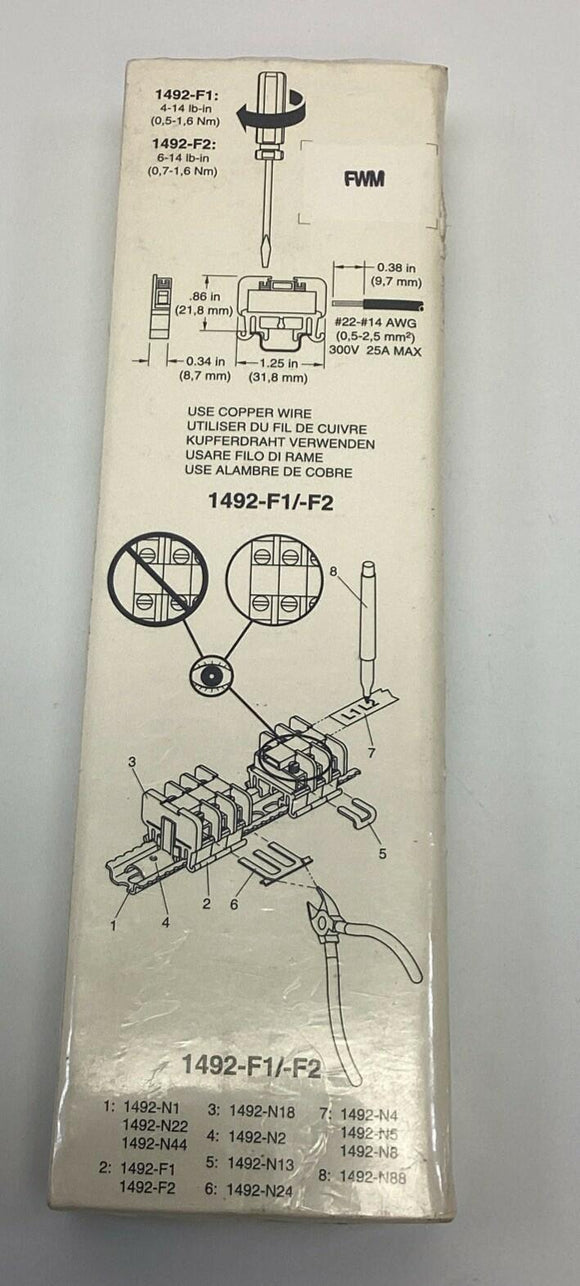 1492-F1:
4-14 lb-in
(0,5-1,6 Nm)
1492-F2:
6-14 lb-in
(0,7-1,6 Nm)
FWM
0.38 in
(9,7 mm)
.86 in
(21,8 mm)
#22-#14 AWG
(0,5-2,5 mm²)
300V 25A MAX
0.34 in
(8,7 mm)
1.25 in
(31,8 mm)
USE COPPER WIRE
UTILISER DU FIL DE CUIVRE
KUPFERDRAHT VERWENDEN
USARE FILO DI RAME
USE ALAMBRE DE COBRE
1492-F1/-F2
8
L1 L2
7
3
5
1
4
2
6
1492-F1/-F2
1: 1492-N1
1492-N22
1492-N44
2: 1492-F1
1492-F2
3: 1492-N18
4: 1492-N2
5: 1492-N13
6: 1492-N24
7: 1492-N4
1492-N5
1492-N8
8: 1492-N88